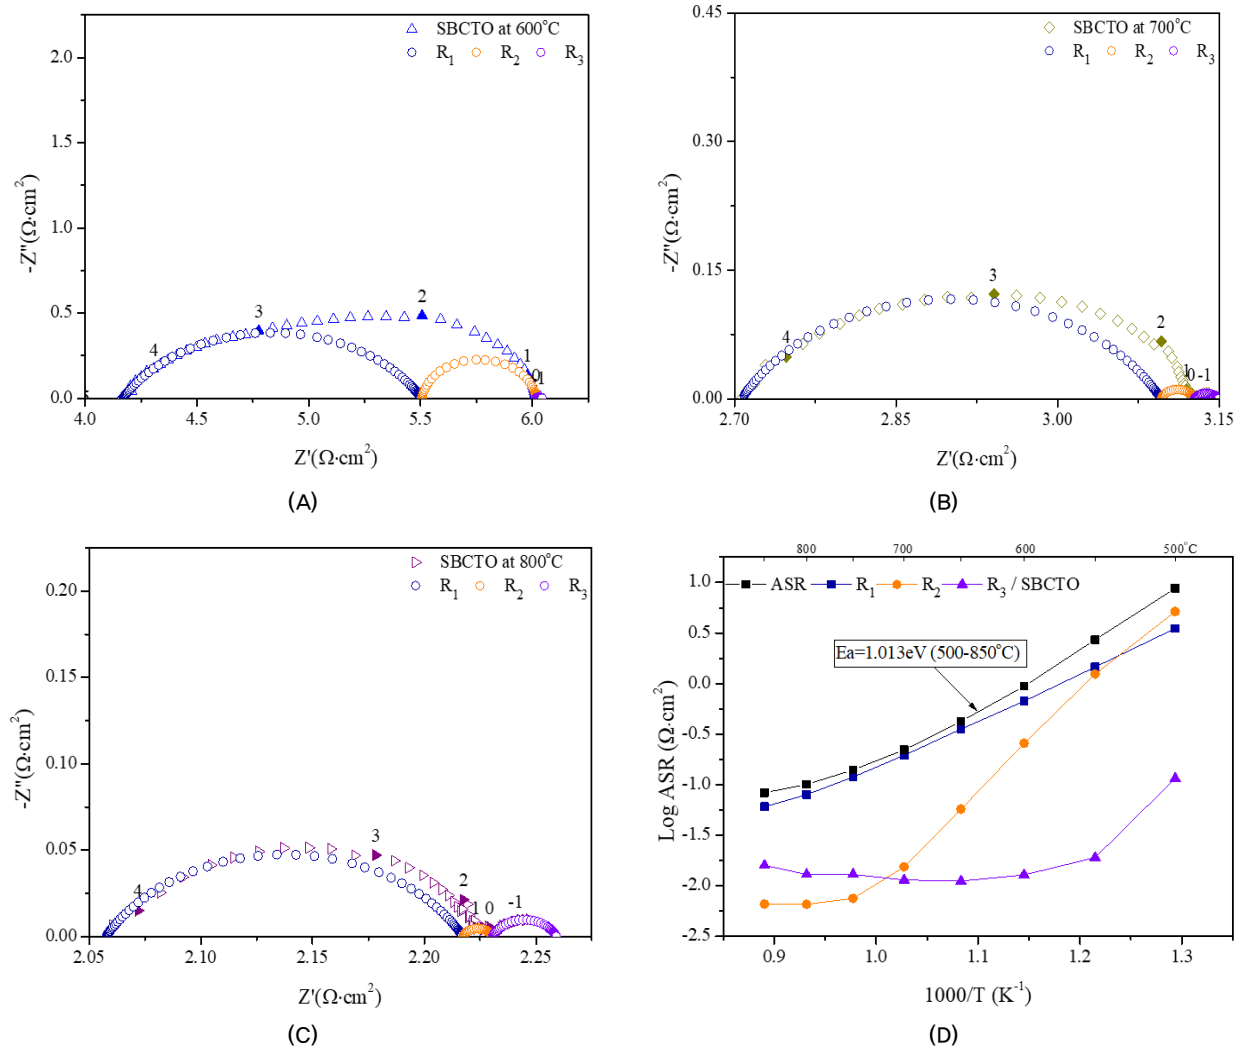 SBCTO at 600°C
R1 R2 R3
2.0
1.5
1.0
0.5
0.0
-Z''(Ω·cm²)
4
3
2
1
0
-1
4.0 4.5 5.0 5.5 6.0
Z'(Ω·cm²)
(A)
SBCTO at 700°C
R1 R2 R3
0.45
0.30
0.15
0.00
-Z''(Ω·cm²)
4
3
2
1
0 -1
2.70 2.85 3.00 3.15
Z'(Ω·cm²)
(B)
SBCTO at 800°C
R1 R2 R3
0.20
0.15
0.10
0.05
0.00
-Z''(Ω·cm²)
4
3
2
1 0 -1
2.05 2.10 2.15 2.20 2.25
Z'(Ω·cm²)
(C)
800 700 600 500°C
ASR R1 R2 R3 / SBCTO
Ea=1.013eV (500-850°C)
1.0
0.5
0.0
-0.5
-1.0
-1.5
-2.0
-2.5
Log ASR (Ω·cm²)
0.9 1.0 1.1 1.2 1.3
1000/T (K⁻¹)
(D)